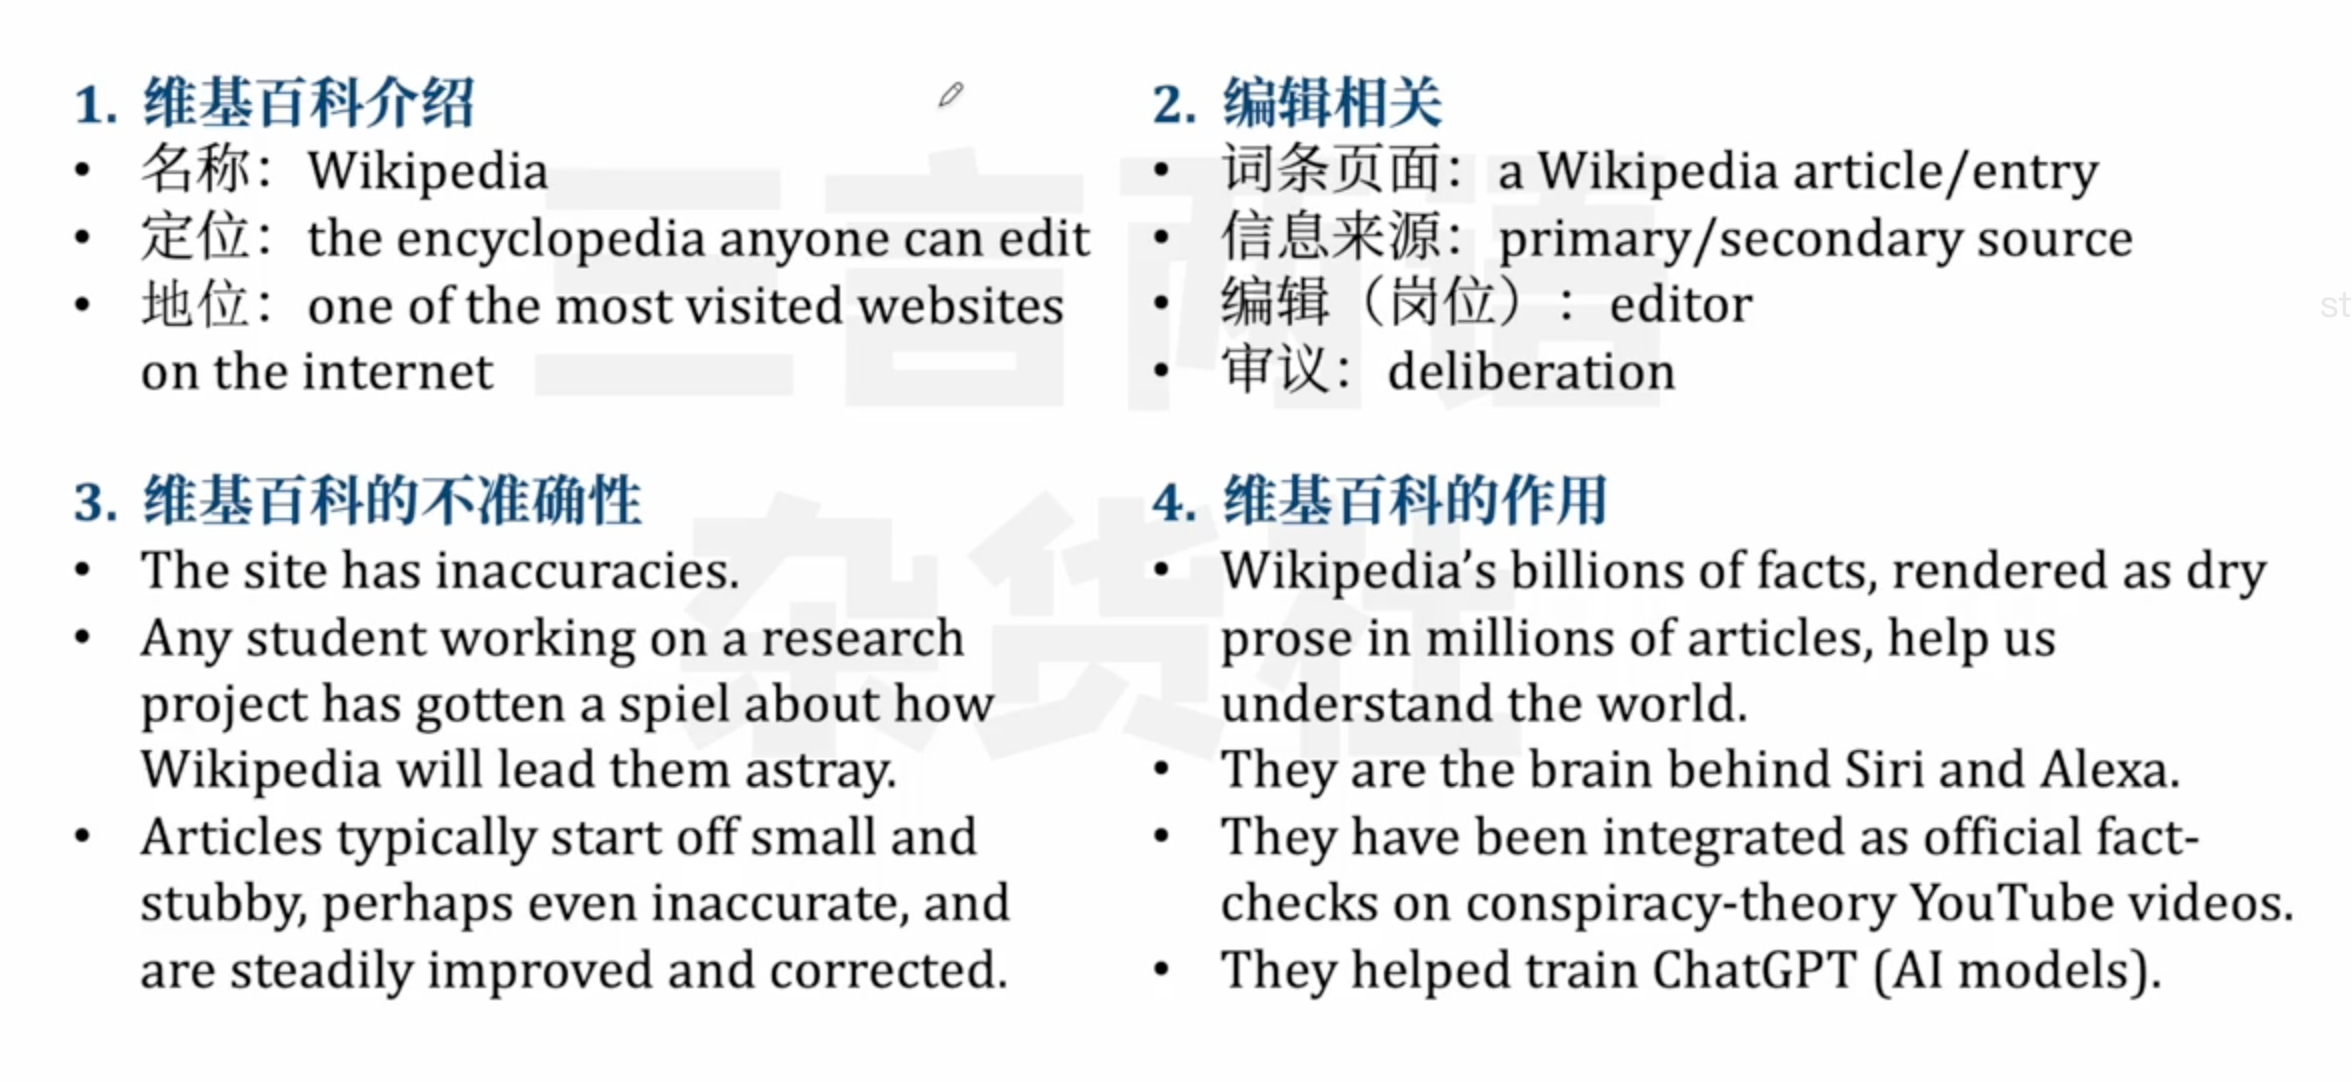 1. 维基百科介绍
• 名称：Wikipedia
• 定位：the encyclopedia anyone can edit
• 地位：one of the most visited websites
on the internet
2. 编辑相关
• 词条页面：a Wikipedia article/entry
• 信息来源：primary/secondary source
• 编辑（岗位）：editor
• 审议：deliberation
3. 维基百科的不准确性
• The site has inaccuracies.
• Any student working on a research
project has gotten a spiel about how
Wikipedia will lead them astray.
• Articles typically start off small and
stubby, perhaps even inaccurate, and
are steadily improved and corrected.
4. 维基百科的作用
• Wikipedia’s billions of facts, rendered as dry
prose in millions of articles, help us
understand the world.
• They are the brain behind Siri and Alexa.
• They have been integrated as official fact-
checks on conspiracy-theory YouTube videos.
• They helped train ChatGPT (AI models).
三言两语
杂货社
st